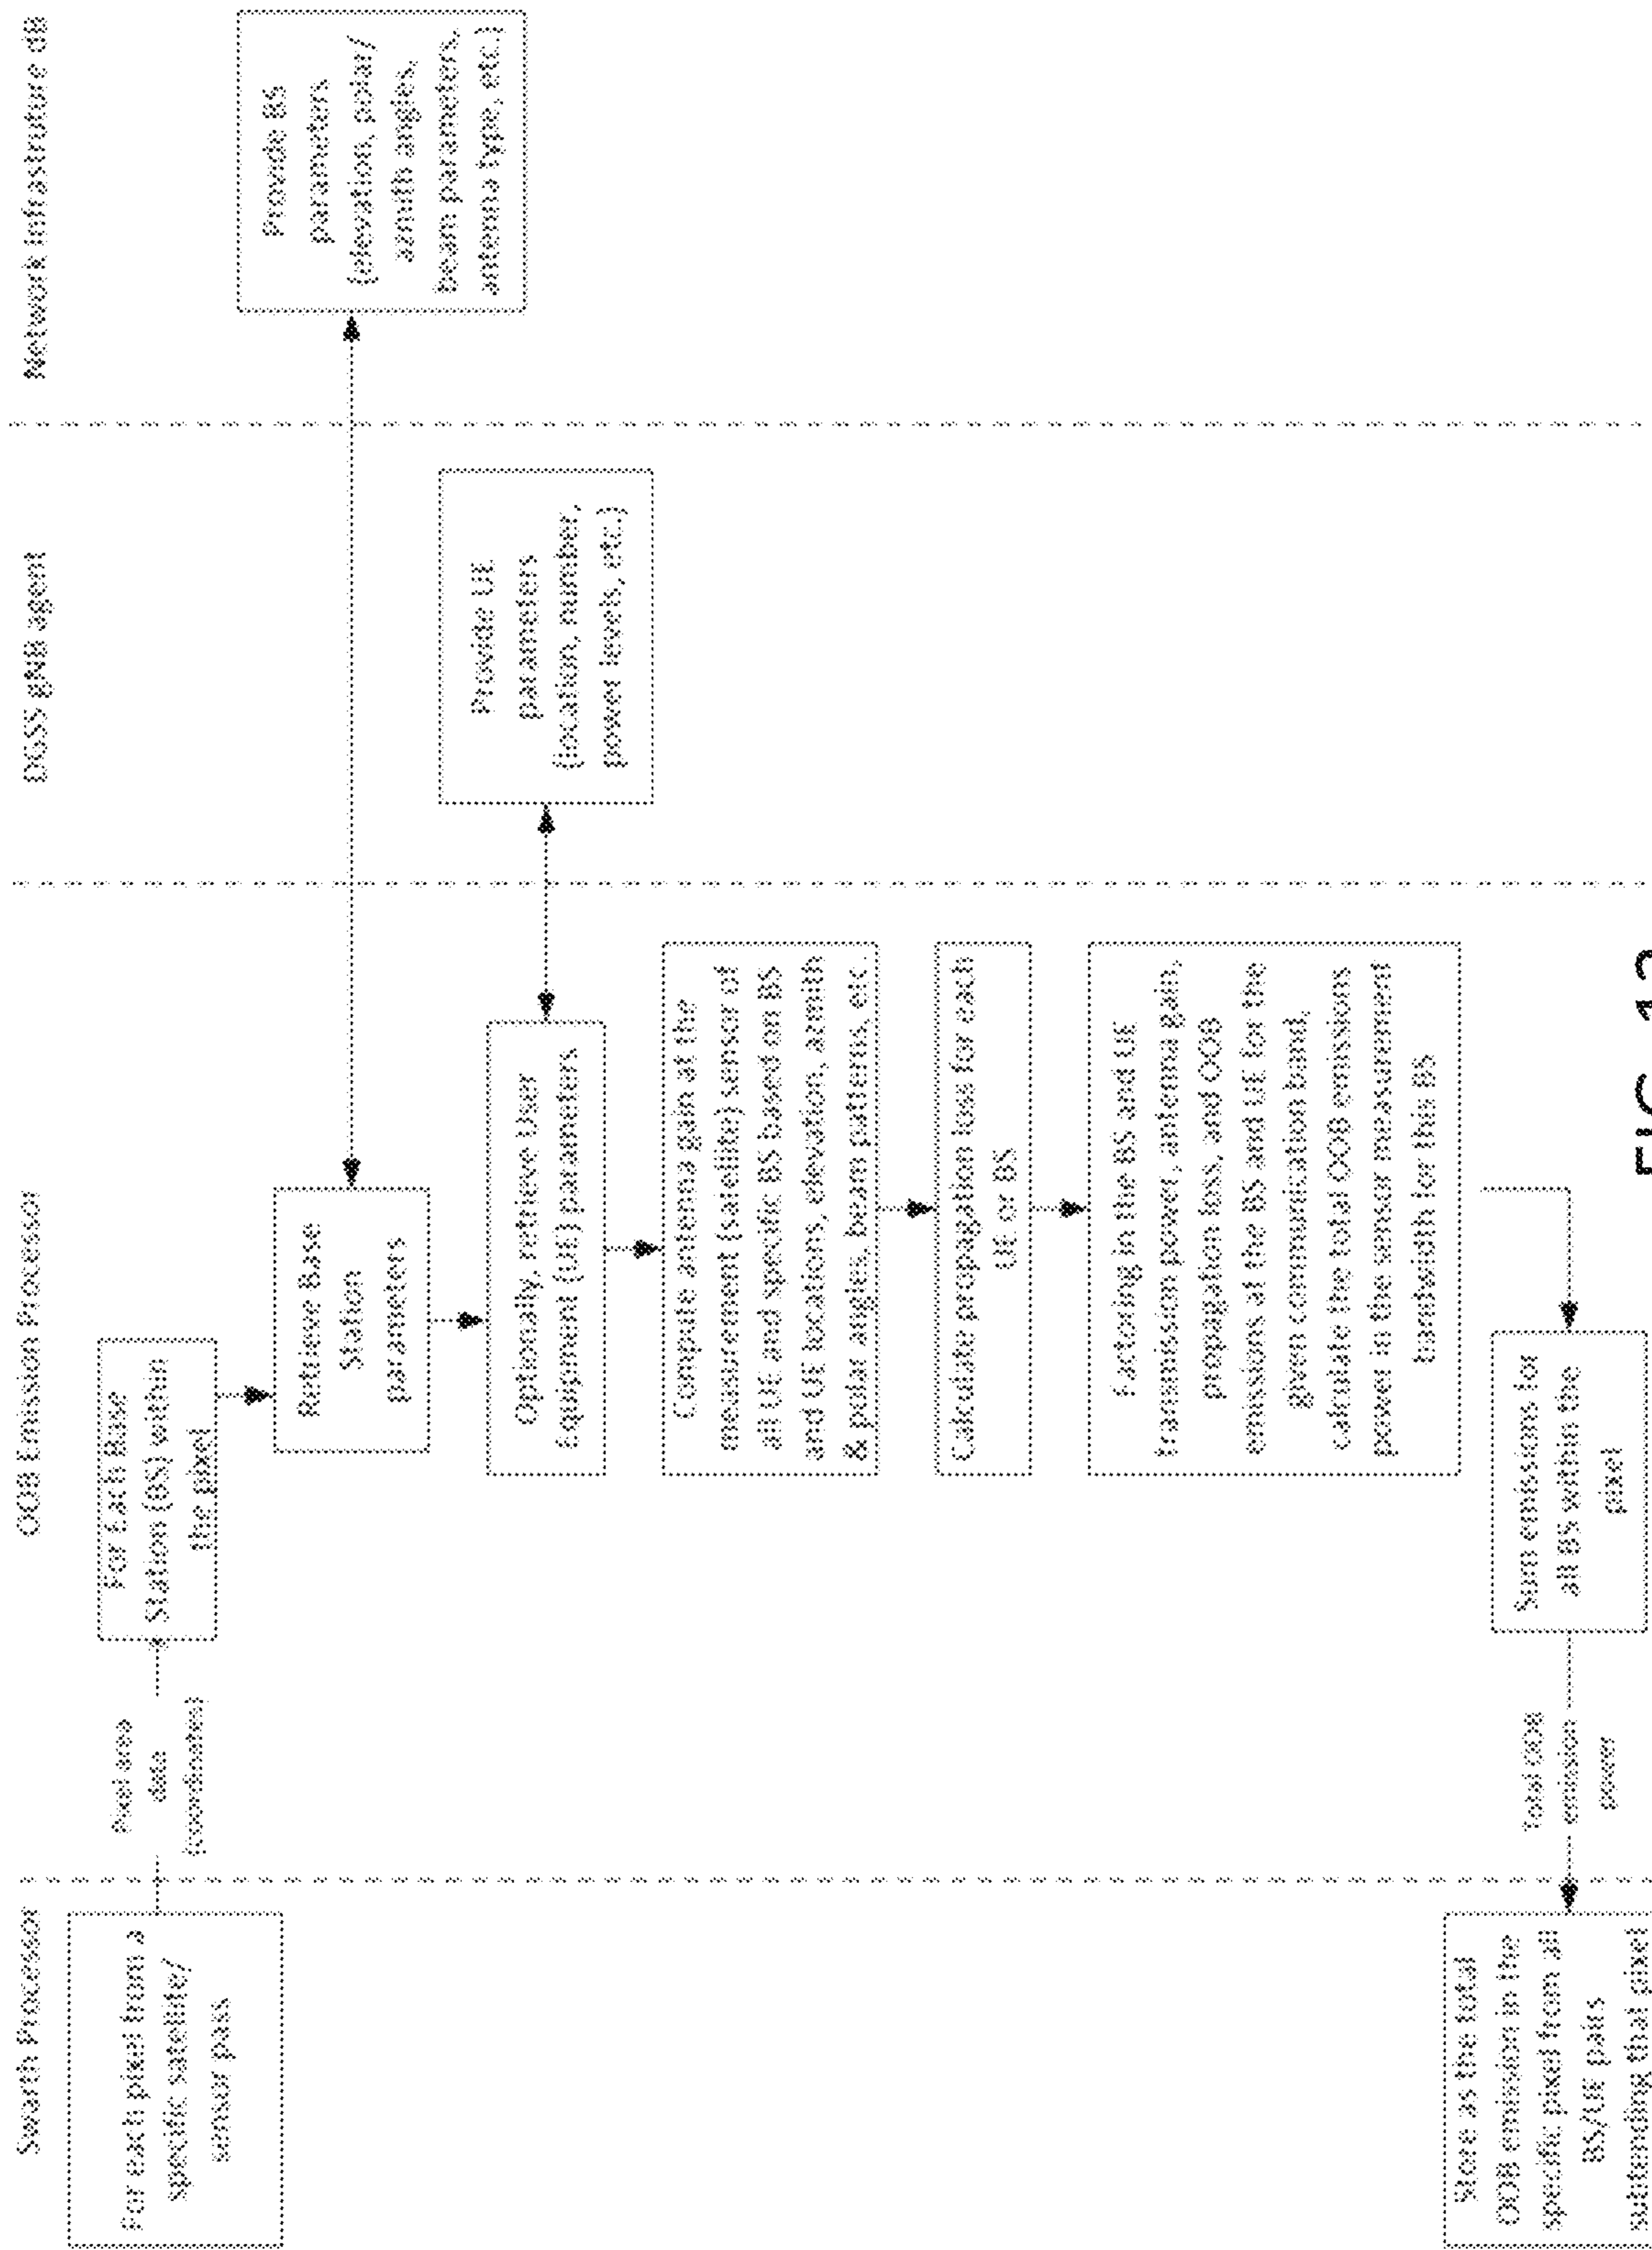 Swarth Processor
OOB Emission Processor
DGSS gNB agent
Network Infrastruture dB
For each pixel from a
specific satellite/
sensor pass
Pixel area
data
(coordinates)
For Each Base
Station (BS) within
the pixel
Retrieve Base
Station
parameters
Provide BS
parameters
(elevation, polar/
azmith angles,
beam parameters,
antenna type, etc.)
Optionally, retrieve User
Equipment (UE) parameters
Provide UE
parameters
(location, number,
power levels, etc.)
Compute antenna gain at the
measurement (satellite) sensor of
all UE and specific BS based on BS
and UE locations, elevation, azmith
& polar angles, beam patterns, etc.
Calculate propagation loss for each
UE or BS
Factoring in the BS and UE
transmission power, antenna gain,
propagation loss, and OOB
emissions at the BS and UE for the
given communication band,
calculate the total OOB emissions
power in the sensor measurement
bandwidth for this BS
Sum emissions for
all BS within the
pixel
Total OOB
emission
power
Store as the total
OOB emission in the
specific pixel from all
BS/UE pairs
subtending that pixel